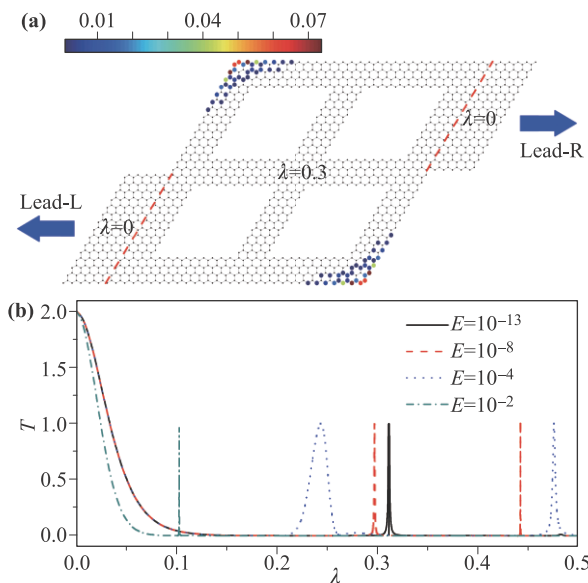 (a)
0.01 0.04 0.07
λ=0
Lead-R
λ=0.3
Lead-L
λ=0
(b)
2.0
1.5
1.0
0.5
0.0
T
E=10⁻¹³
E=10⁻⁸
E=10⁻⁴
E=10⁻²
0.0 0.1 0.2 0.3 0.4 0.5
λ